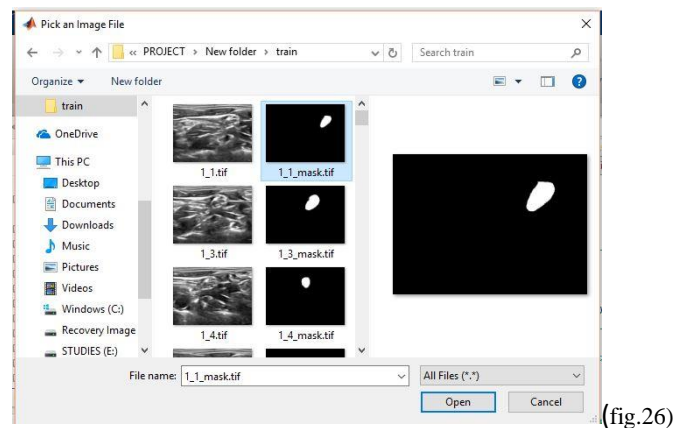 Pick an Image File
« PROJECT > New folder > train
Search train
Organize
New folder
train
OneDrive
This PC
Desktop
Documents
Downloads
Music
Pictures
Videos
Windows (C:)
Recovery Image
STUDIES (E:)
1_1.tif
1_1_mask.tif
1_3.tif
1_3_mask.tif
1_4.tif
1_4_mask.tif
File name: 1_1_mask.tif
All Files (*.*)
Open
Cancel
(fig.26)